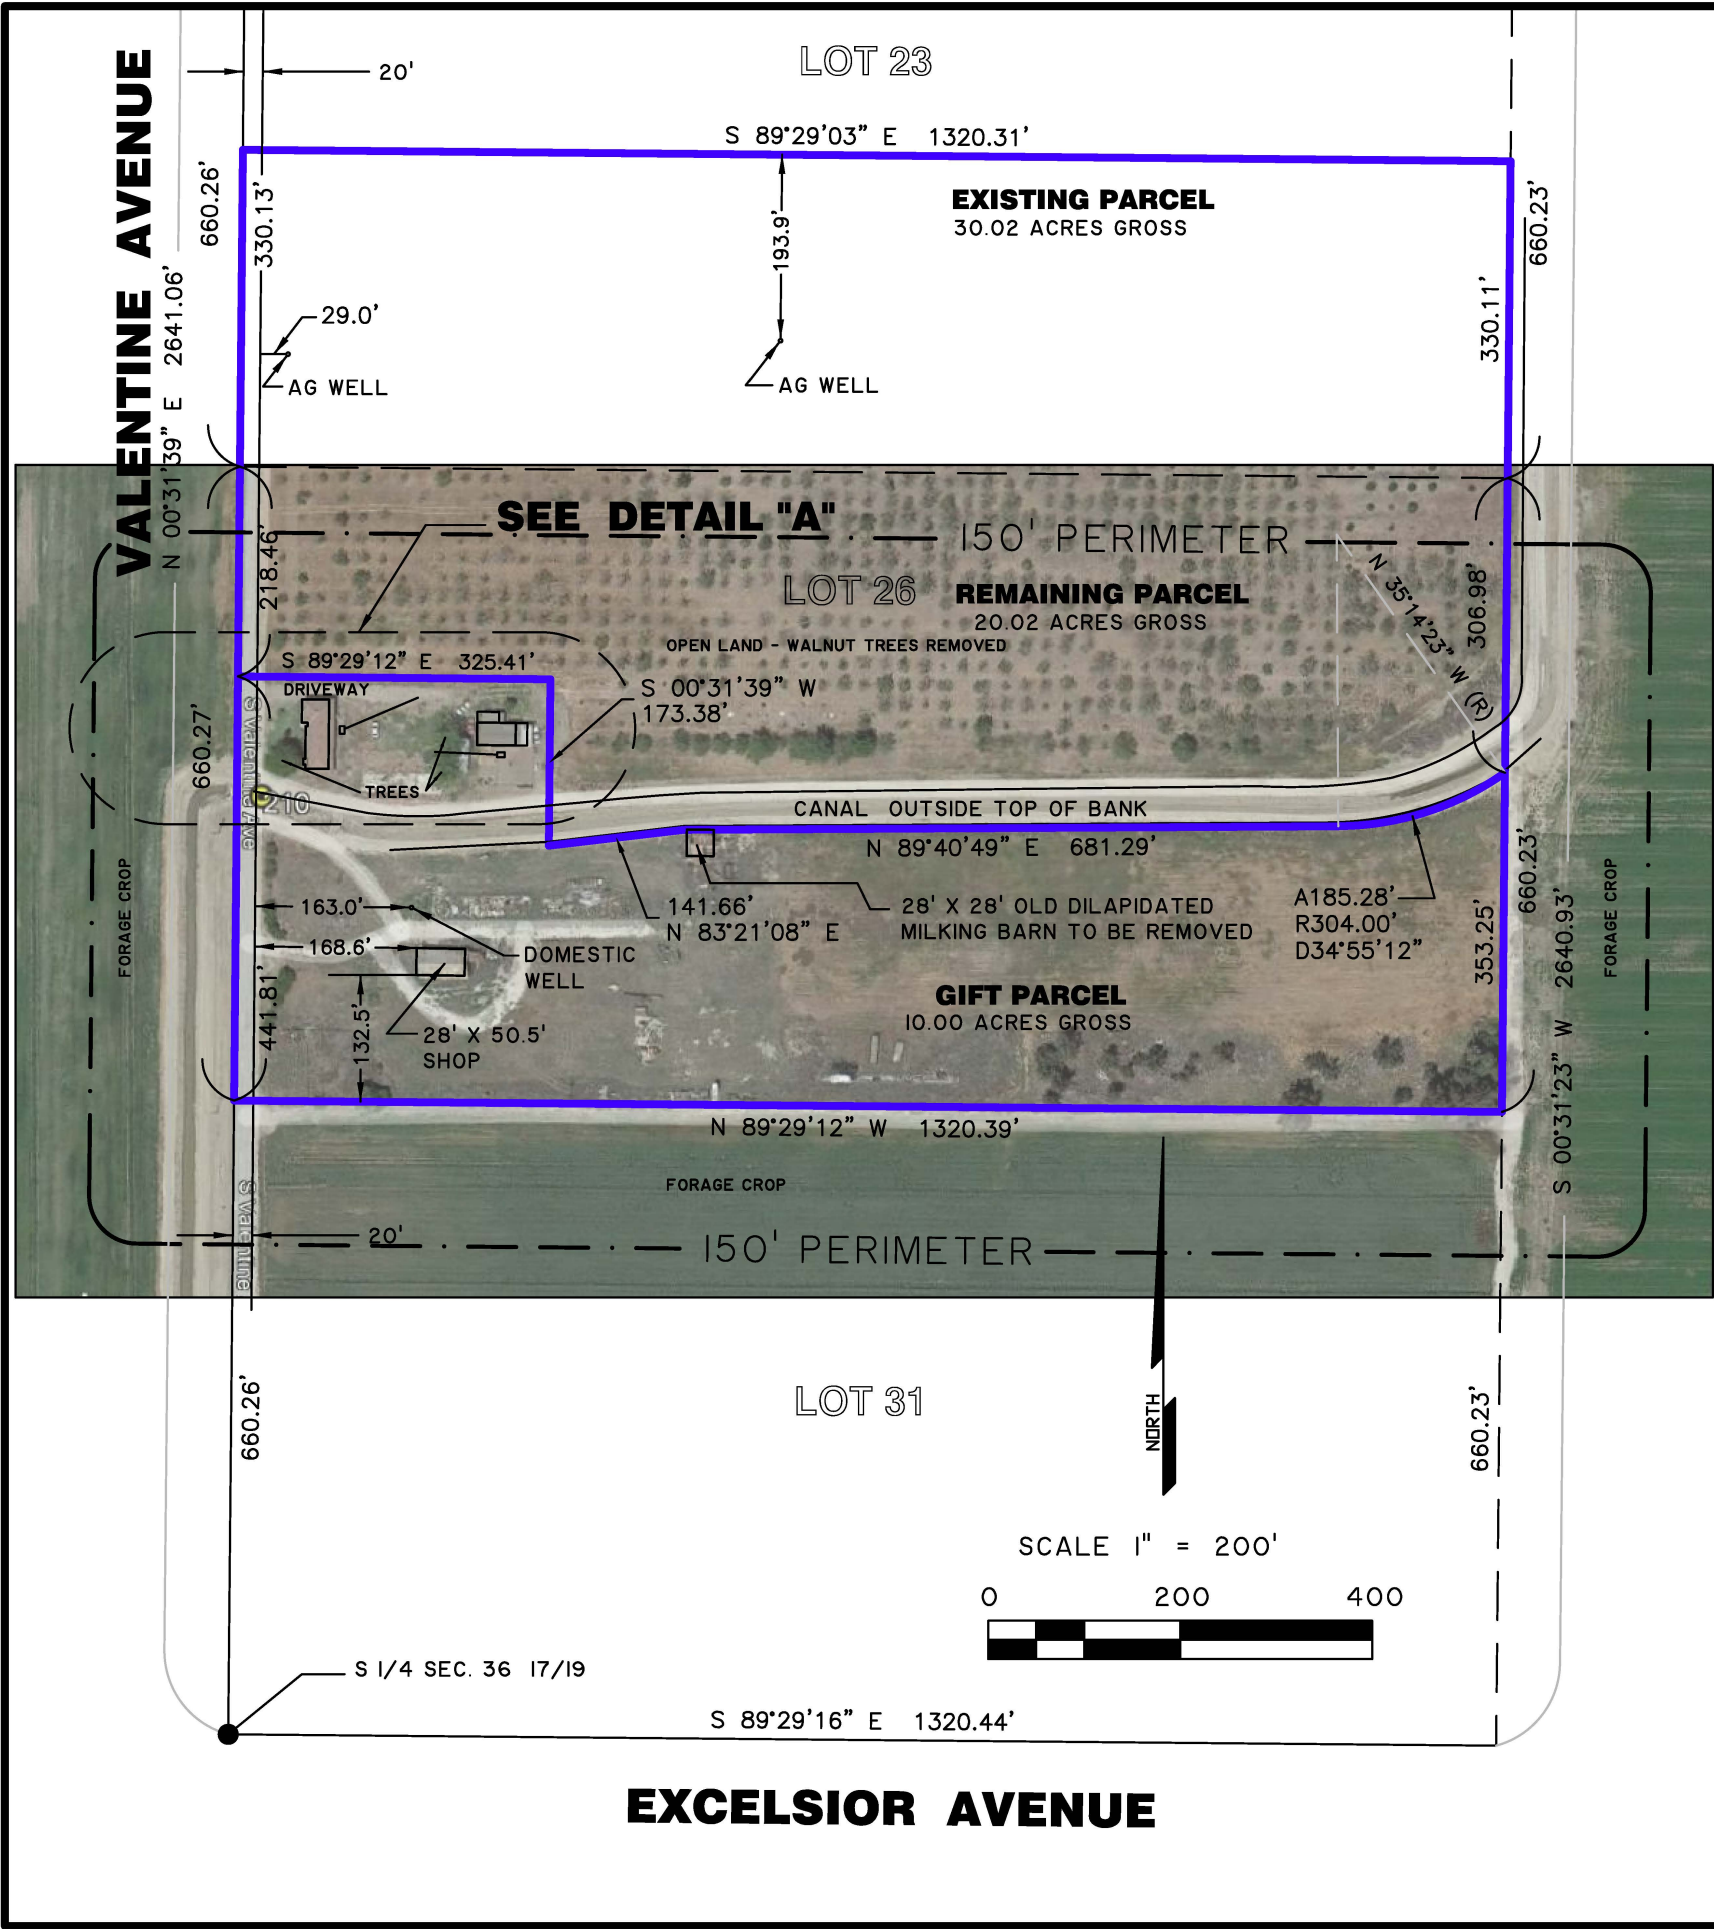 LOT 23
20'
VALENTINE AVENUE
N 00°31'39" E 2641.06'
S 89°29'03" E 1320.31'
660.26'
330.13'
193.9'
EXISTING PARCEL
30.02 ACRES GROSS
660.23'
330.11'
29.0'
AG WELL
AG WELL
SEE DETAIL "A"
150' PERIMETER
218.46'
LOT 26
REMAINING PARCEL
20.02 ACRES GROSS
OPEN LAND - WALNUT TREES REMOVED
N 35°14'23" W (R)
306.98'
S 89°29'12" E 325.41'
DRIVEWAY
S 00°31'39" W
173.38'
660.27'
S Valentine Ave
TREES
210
CANAL OUTSIDE TOP OF BANK
N 89°40'49" E 681.29'
FORAGE CROP
163.0'
141.66'
N 83°21'08" E
28' X 28' OLD DILAPIDATED
MILKING BARN TO BE REMOVED
A185.28'
R304.00'
D34°55'12"
660.23'
353.25'
S 00°31'23" W 2640.93'
FORAGE CROP
168.6'
DOMESTIC
WELL
441.81'
132.5'
28' X 50.5'
SHOP
GIFT PARCEL
10.00 ACRES GROSS
N 89°29'12" W 1320.39'
FORAGE CROP
S Valentine
20'
150' PERIMETER
660.26'
LOT 31
NORTH
660.23'
SCALE 1" = 200'
0 200 400
S 1/4 SEC. 36 17/19
S 89°29'16" E 1320.44'
EXCELSIOR AVENUE